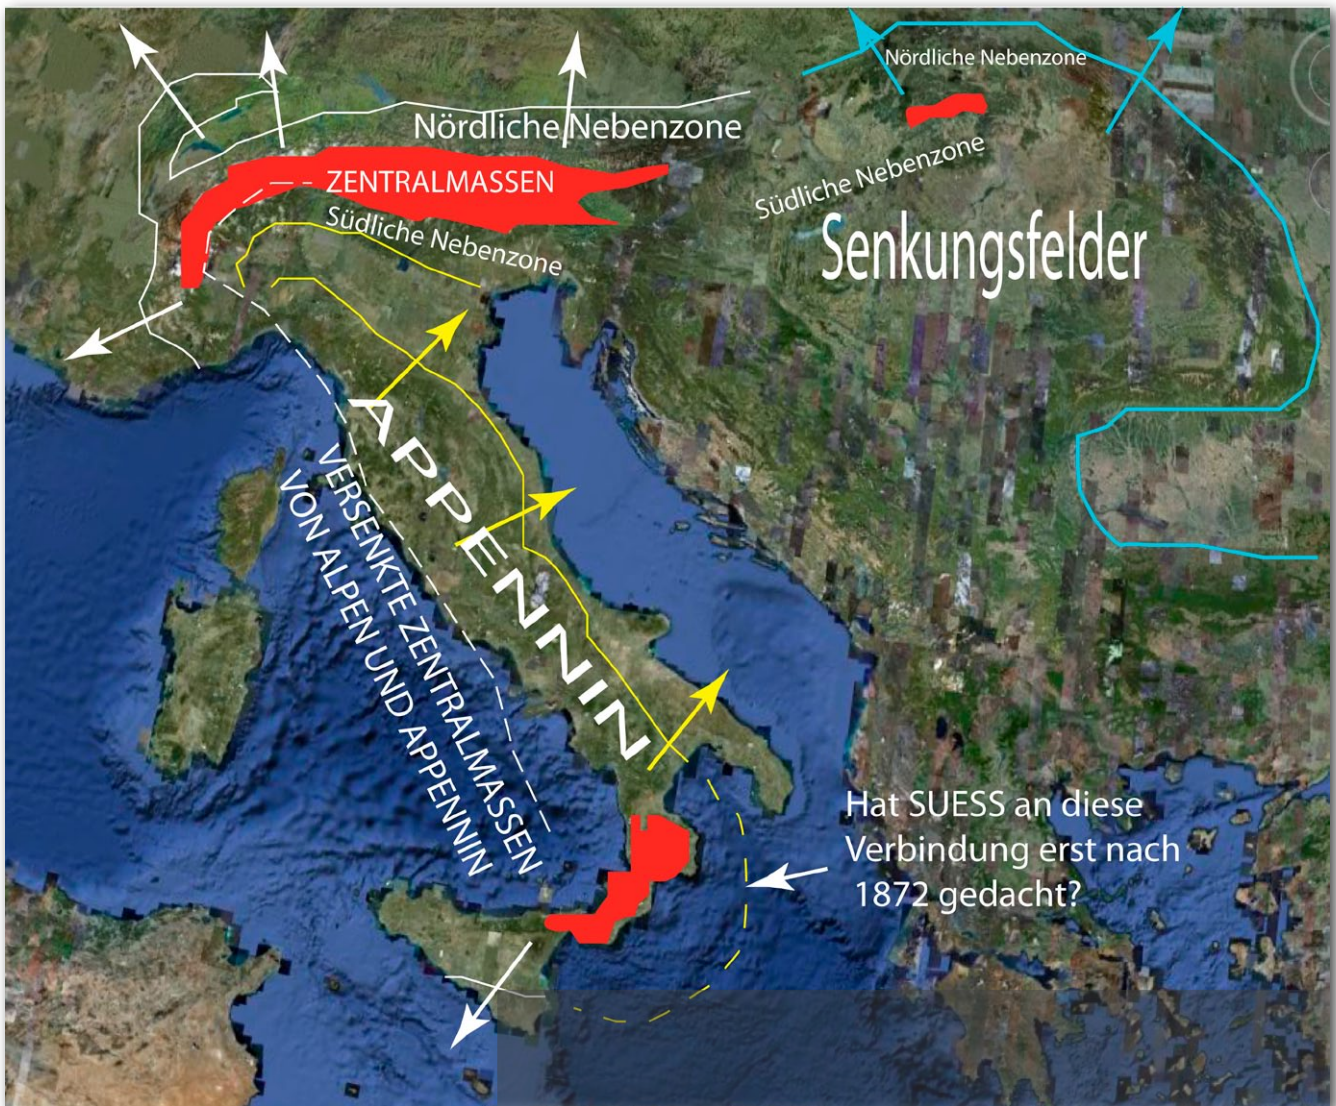 Nördliche Nebenzone
Nördliche Nebenzone
ZENTRALMASSEN
Südliche Nebenzone
Südliche Nebenzone
Senkungsfelder
APPENNIN
VERSENKTE ZENTRALMASSEN
VON ALPEN UND APPENNIN
Hat SUESS an diese
Verbindung erst nach
1872 gedacht?